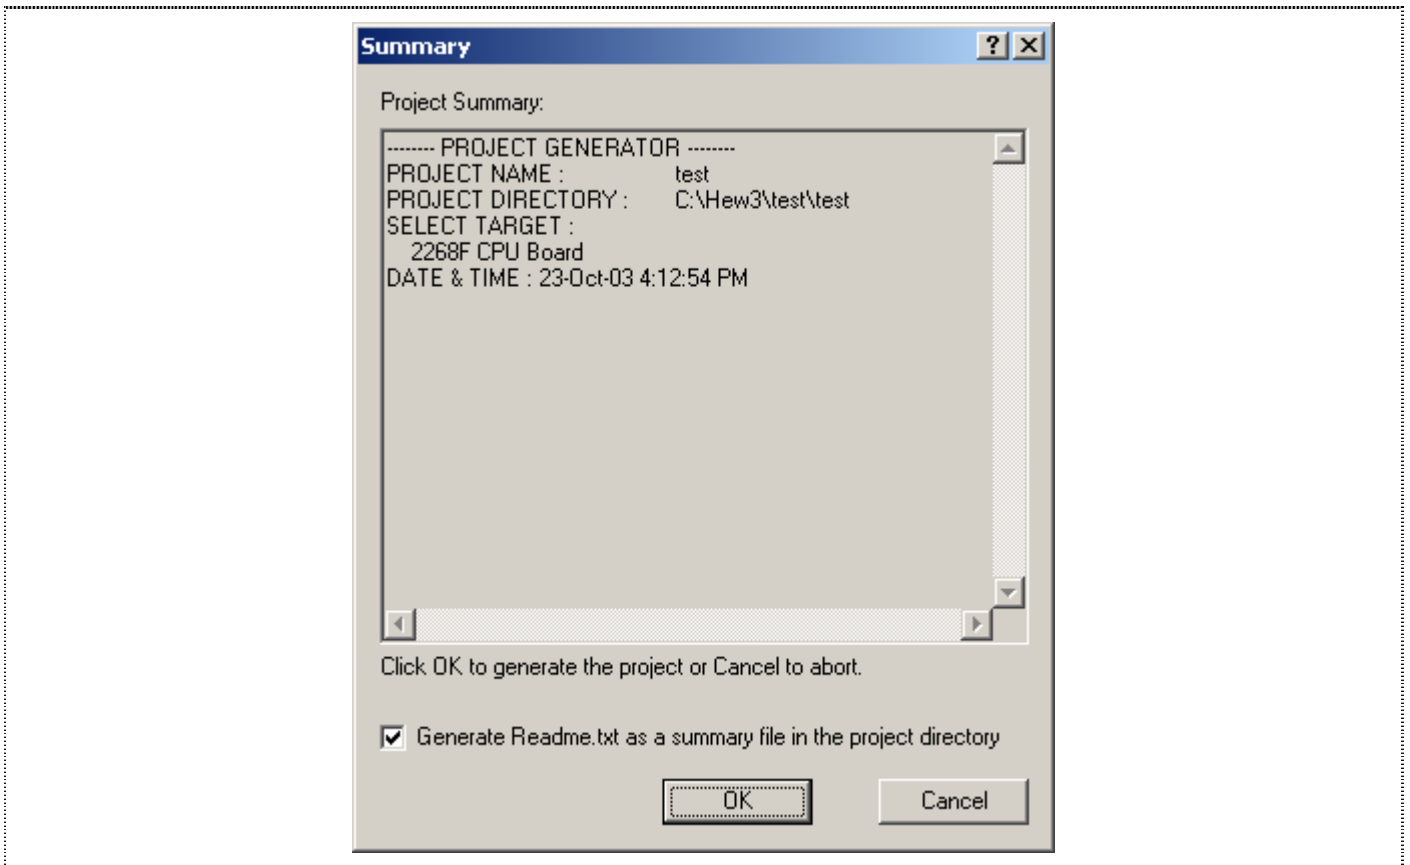 Summary
Project Summary:
-------- PROJECT GENERATOR --------
PROJECT NAME : test
PROJECT DIRECTORY : C:\Hew3\test\test
SELECT TARGET :
2268F CPU Board
DATE & TIME : 23-Oct-03 4:12:54 PM
Click OK to generate the project or Cancel to abort.
Generate Readme.txt as a summary file in the project directory
OK Cancel